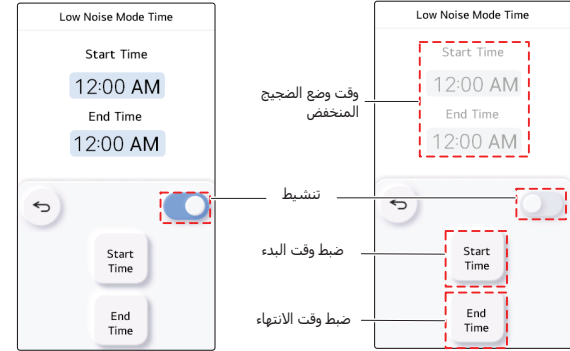 Low Noise Mode Time
Start Time
12:00 AM
End Time
12:00 AM
Start
Time
End
Time
وقت وضع الضجيج
المنخفض
تنشيط
ضبط وقت البدء
ضبط وقت الانتهاء
Low Noise Mode Time
Start Time
12:00 AM
End Time
12:00 AM
Start
Time
End
Time